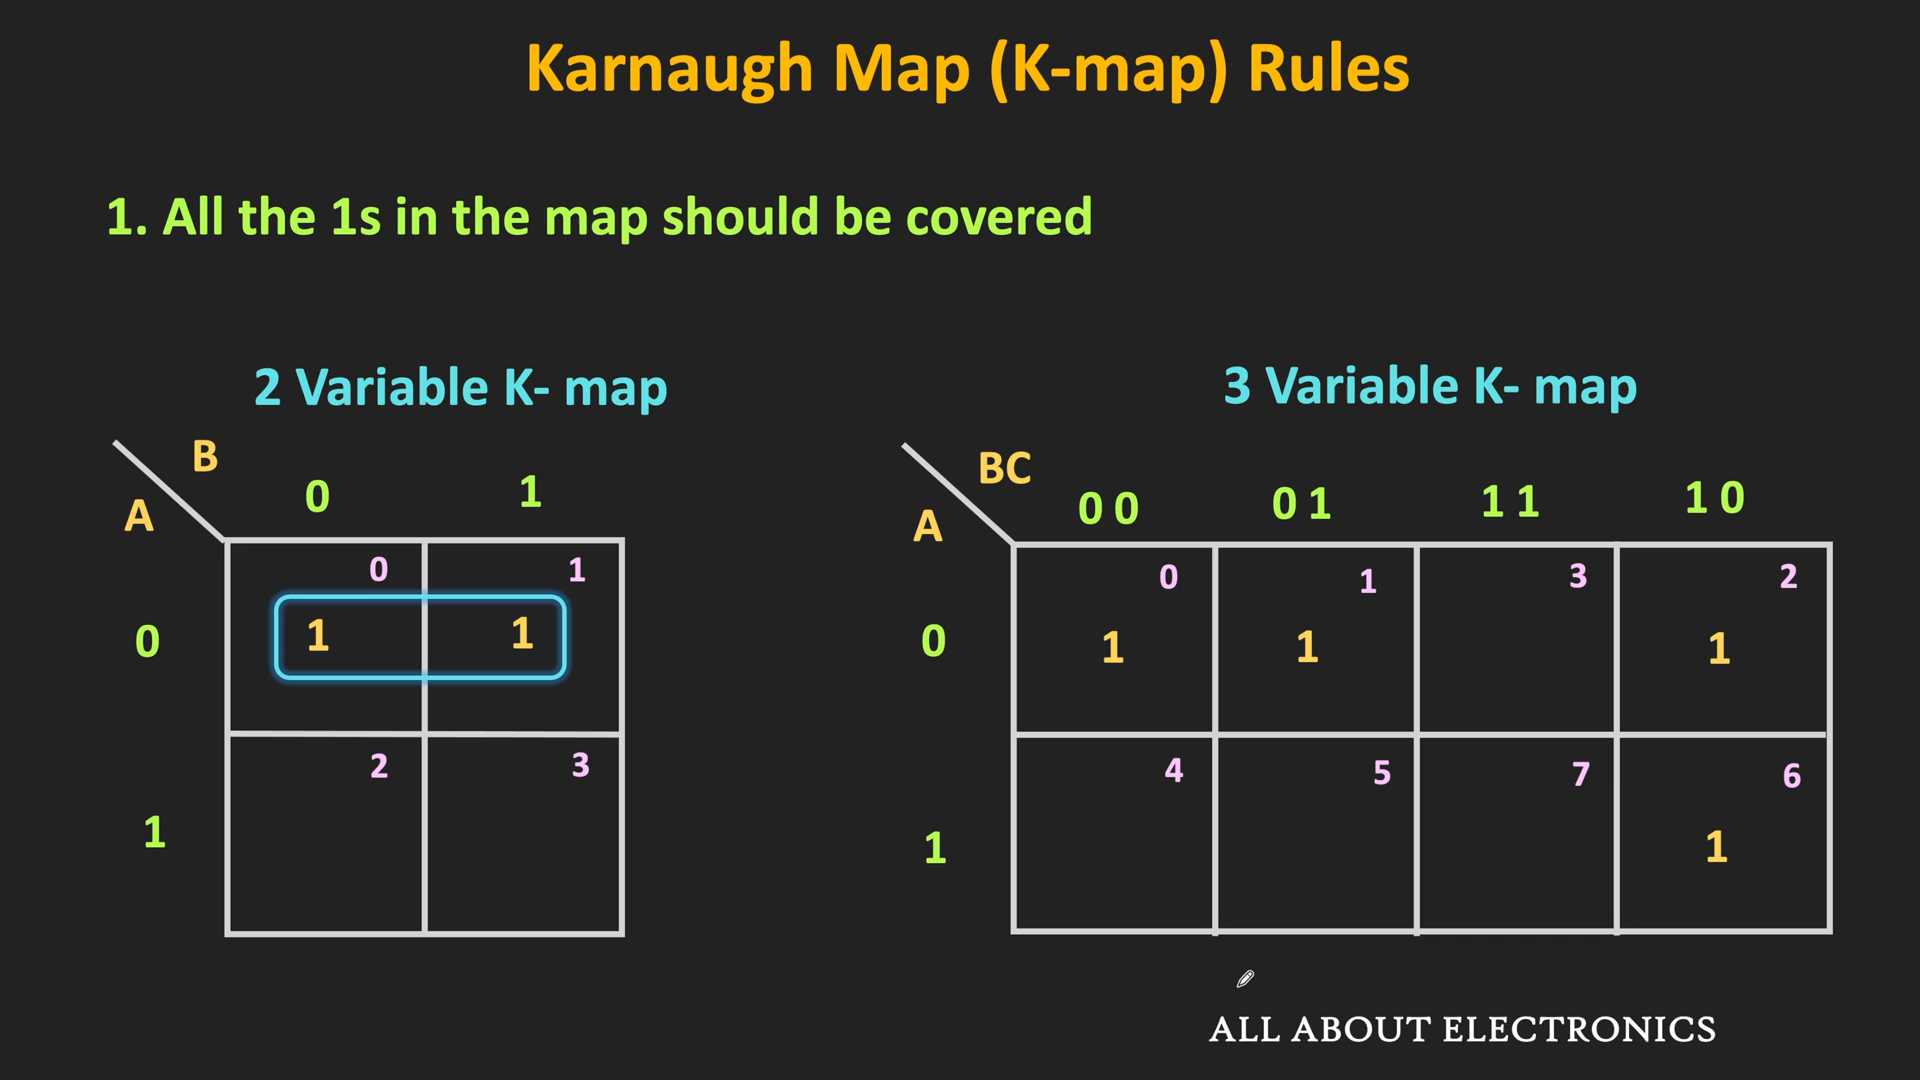 Karnaugh Map (K-map) Rules
1. All the 1s in the map should be covered
2 Variable K- map
B
A
0 1
0 1
0 1 1
2 3
1
3 Variable K- map
BC
A
0 0 0 1 1 1 1 0
0 1 3 2
0 1 1 1
4 5 7 6
1 1
ALL ABOUT ELECTRONICS